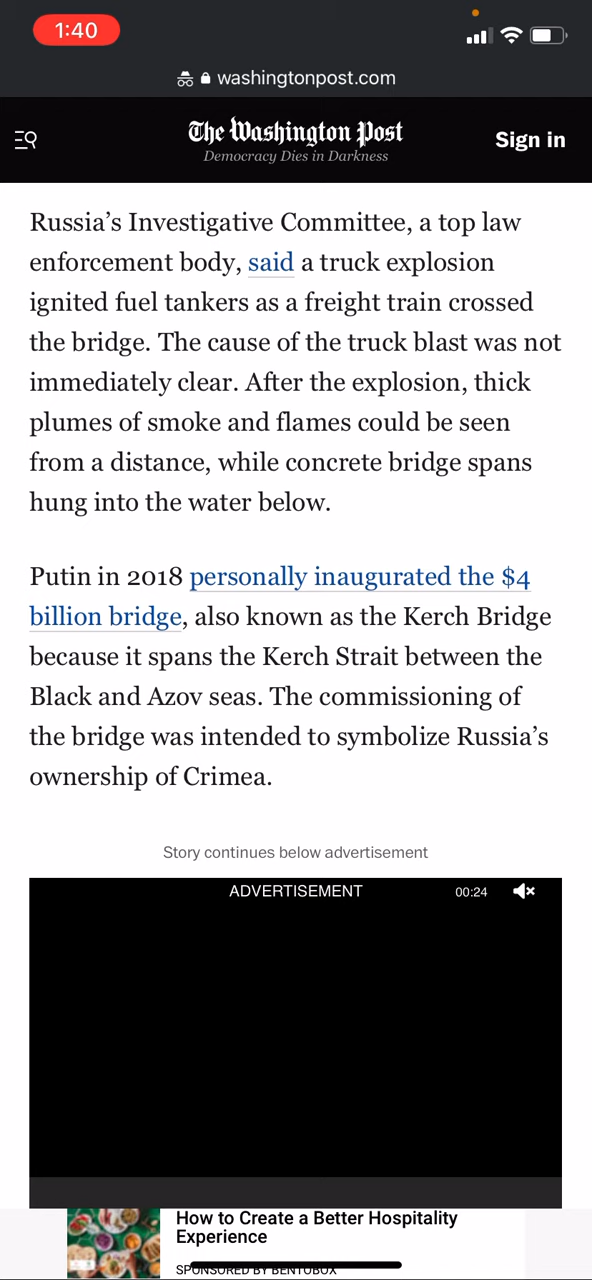 1:40
washingtonpost.com
The Washington Post
Democracy Dies in Darkness
Sign in
Russia’s Investigative Committee, a top law
enforcement body, said a truck explosion
ignited fuel tankers as a freight train crossed
the bridge. The cause of the truck blast was not
immediately clear. After the explosion, thick
plumes of smoke and flames could be seen
from a distance, while concrete bridge spans
hung into the water below.
Putin in 2018 personally inaugurated the $4
billion bridge, also known as the Kerch Bridge
because it spans the Kerch Strait between the
Black and Azov seas. The commissioning of
the bridge was intended to symbolize Russia’s
ownership of Crimea.
Story continues below advertisement
ADVERTISEMENT
00:24
How to Create a Better Hospitality
Experience
SPONSORED BY BENTOBOX